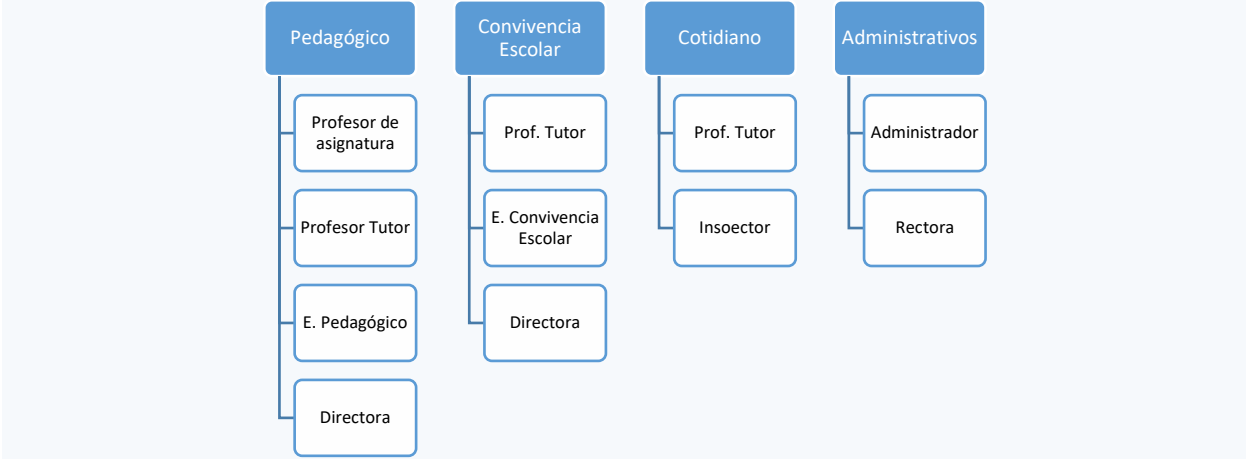 Pedagógico
Profesor de
asignatura
Profesor Tutor
E. Pedagógico
Directora
Convivencia
Escolar
Prof. Tutor
E. Convivencia
Escolar
Directora
Cotidiano
Prof. Tutor
Insoector
Administrativos
Administrador
Rectora